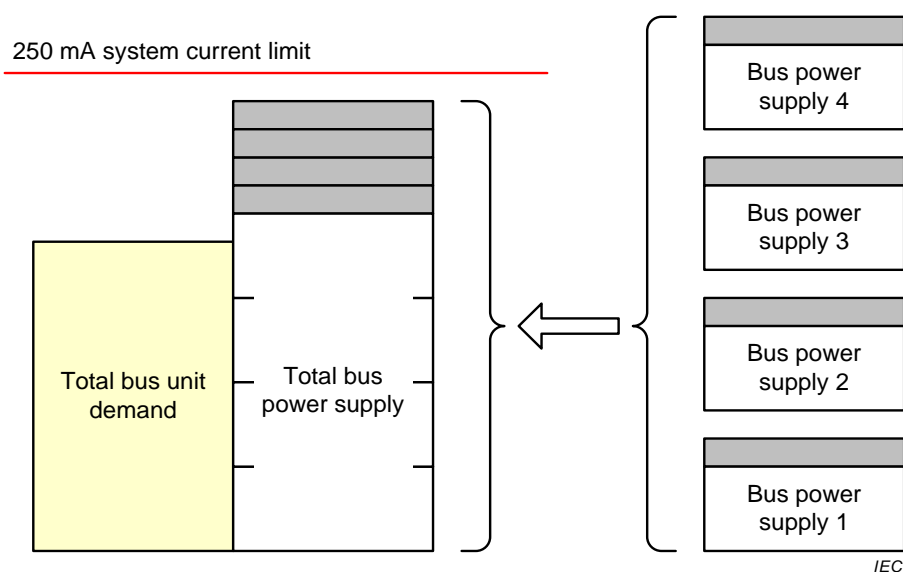 250 mA system current limit
Total bus unit
demand
Total bus
power supply
Bus power
supply 4
Bus power
supply 3
Bus power
supply 2
Bus power
supply 1
IEC